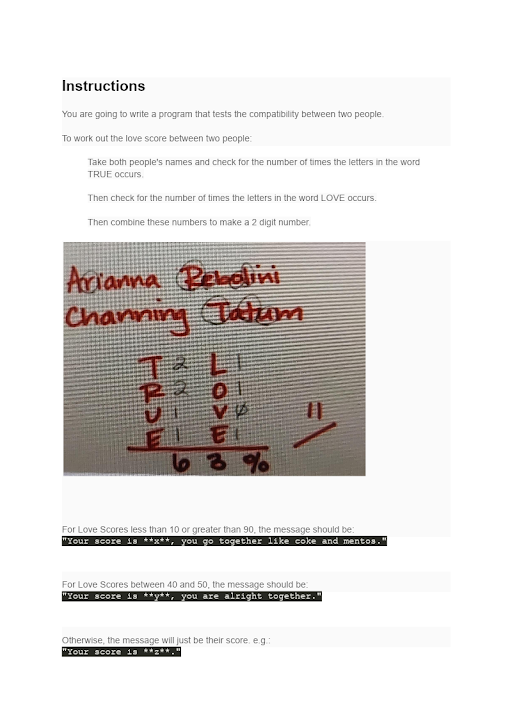 Instructions
You are going to write a program that tests the compatibility between two people.
To work out the love score between two people:
Take both people's names and check for the number of times the letters in the word
TRUE occurs.
Then check for the number of times the letters in the word LOVE occurs.
Then combine these numbers to make a 2 digit number.
Arianna Rebolini
Channing Tatum
T 2 L 1
R 2 O 1
U 1 V 0
E 1 E 1
6 3 %
For Love Scores less than 10 or greater than 90, the message should be:
"Your score is **x**, you go together like coke and mentos."
For Love Scores between 40 and 50, the message should be:
"Your score is **y**, you are alright together."
Otherwise, the message will just be their score. e.g.:
"Your score is **z**."